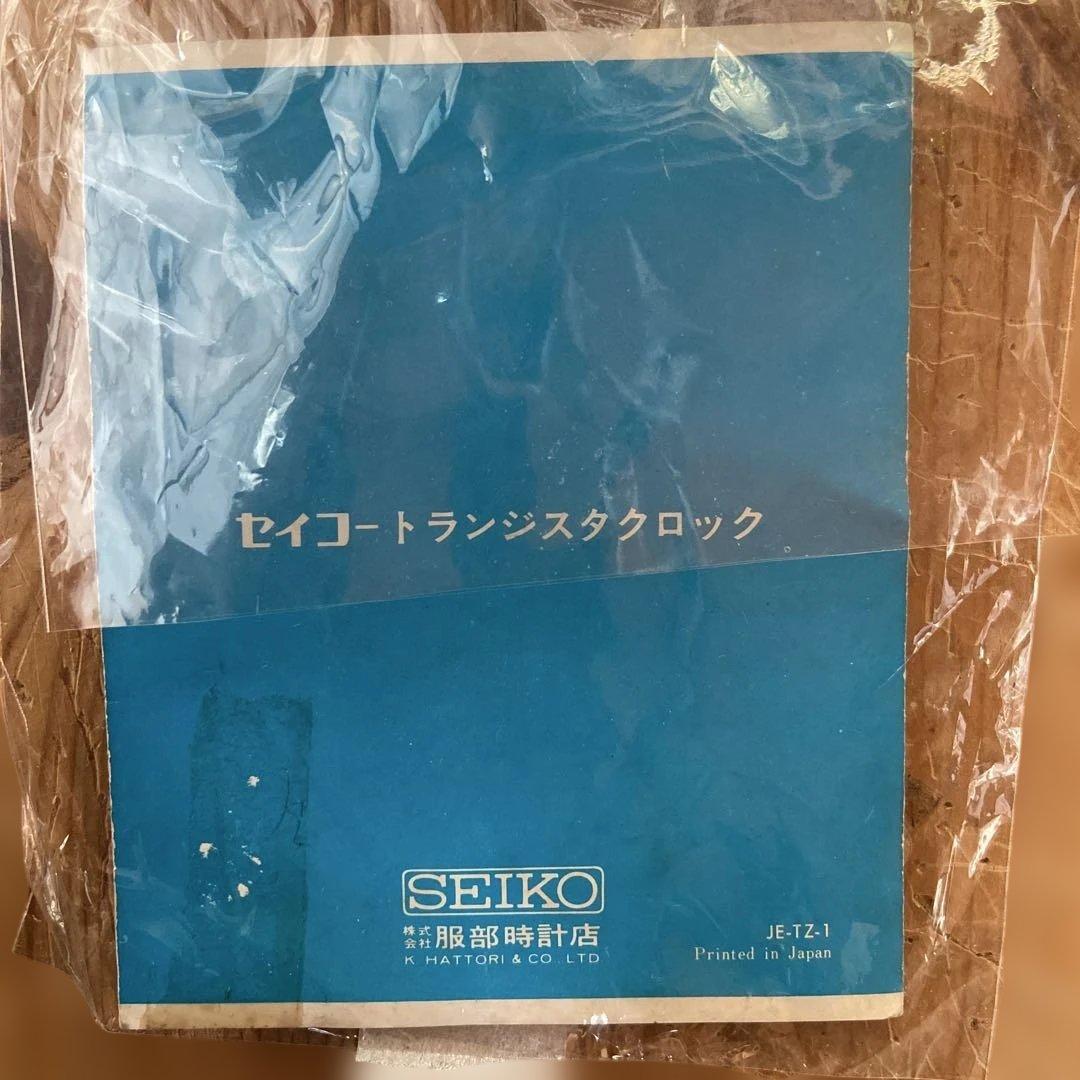 セイコートランジスタクロック
SEIKO
株式会社 服部時計店
K. HATTORI & CO., LTD
JE-TZ-1
Printed in Japan